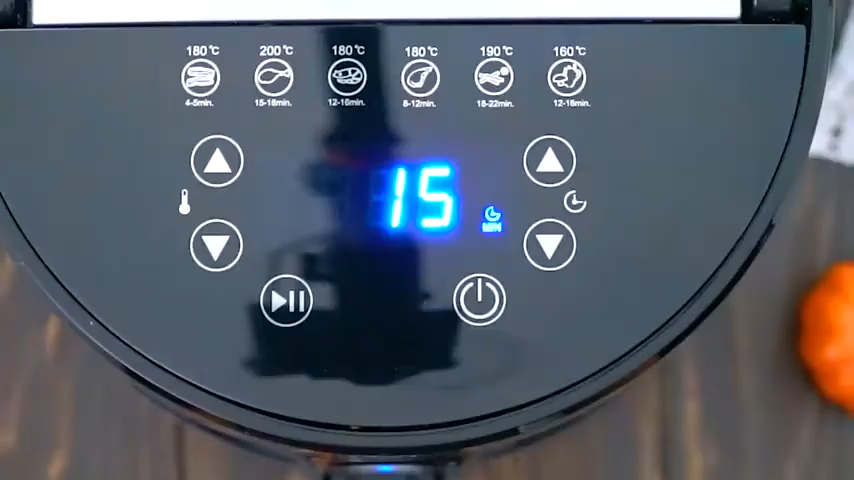 180℃ 200℃ 180℃ 180℃ 190℃ 160℃
4-5min. 15-18min. 12-16min. 8-12min. 18-22min. 12-16min.
15
MIN